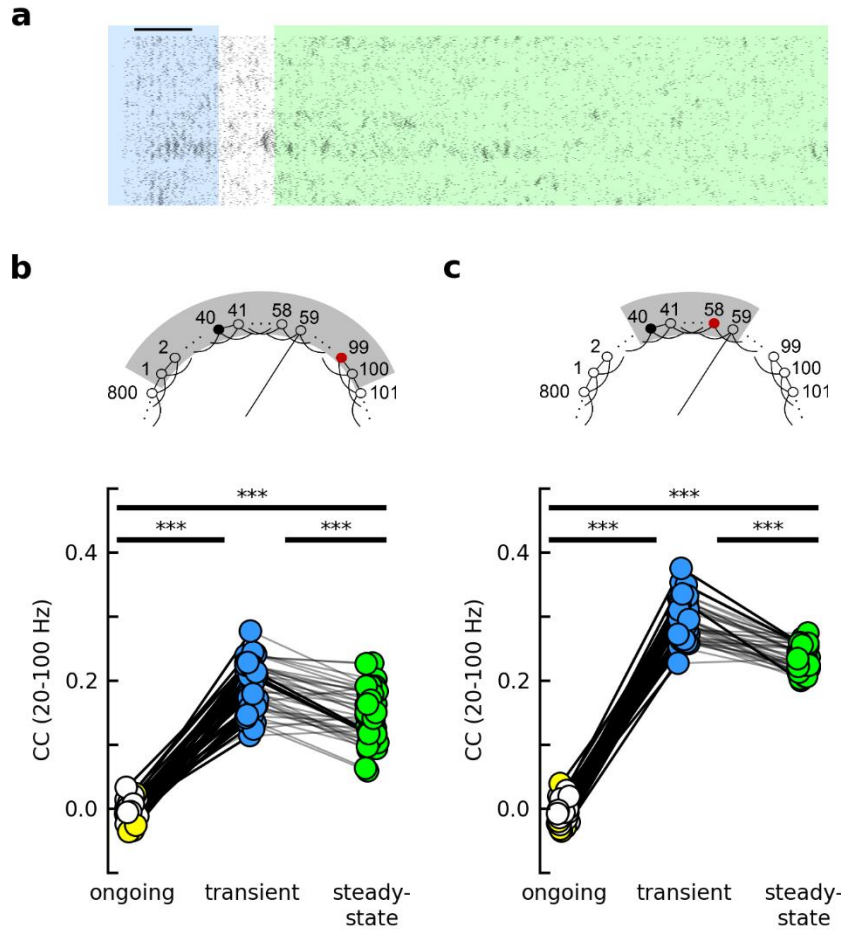 a
b
c
40 41 58 59
2 99
1 100
800 101
40 41 58 59
2 99
1 100
800 101
***
*** ***
0.4
0.2
0.0
CC (20-100 Hz)
ongoing transient steady-
state
***
*** ***
0.4
0.2
0.0
CC (20-100 Hz)
ongoing transient steady-
state